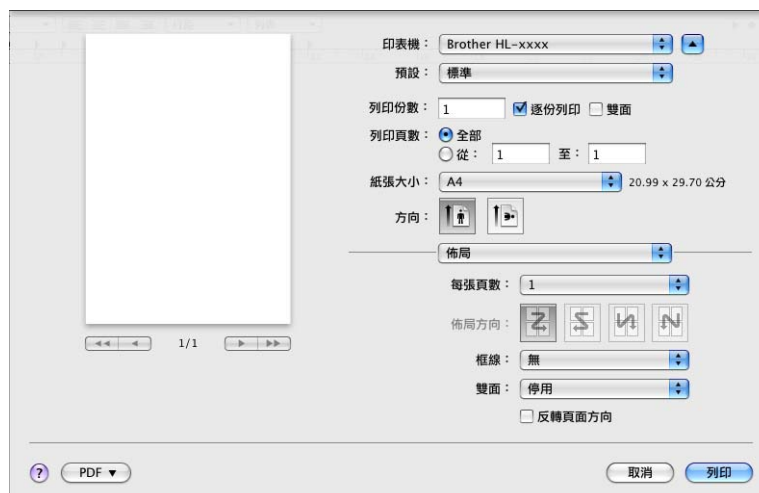 印表機： Brother HL-xxxx
預設： 標準
列印份數： 1 逐份列印 雙面
列印頁數： 全部
從： 1 至： 1
紙張大小： A4 20.99 x 29.70 公分
方向：
佈局
每張頁數： 1
佈局方向：
框線： 無
雙面： 停用
反轉頁面方向
1/1
? PDF ▼ 取消 列印